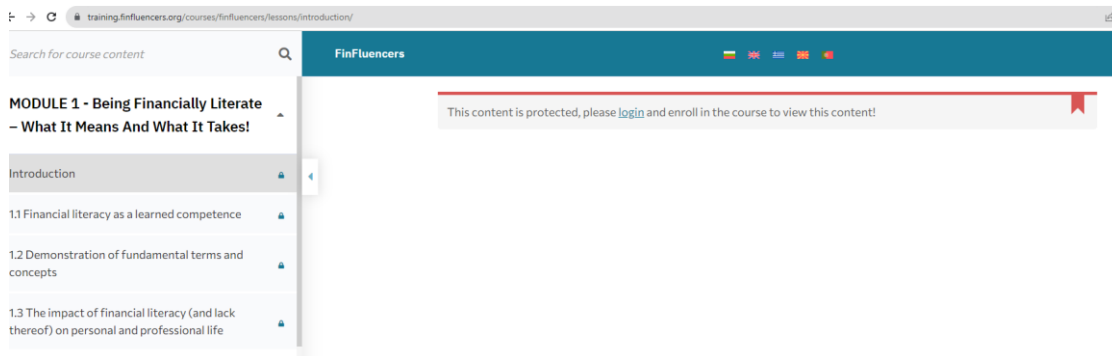 training.finfluencers.org/courses/finfluencers/lessons/introduction/
Search for course content
FinFluencers
MODULE 1 - Being Financially Literate
– What It Means And What It Takes!
This content is protected, please login and enroll in the course to view this content!
Introduction
1.1 Financial literacy as a learned competence
1.2 Demonstration of fundamental terms and
concepts
1.3 The impact of financial literacy (and lack
thereof) on personal and professional life